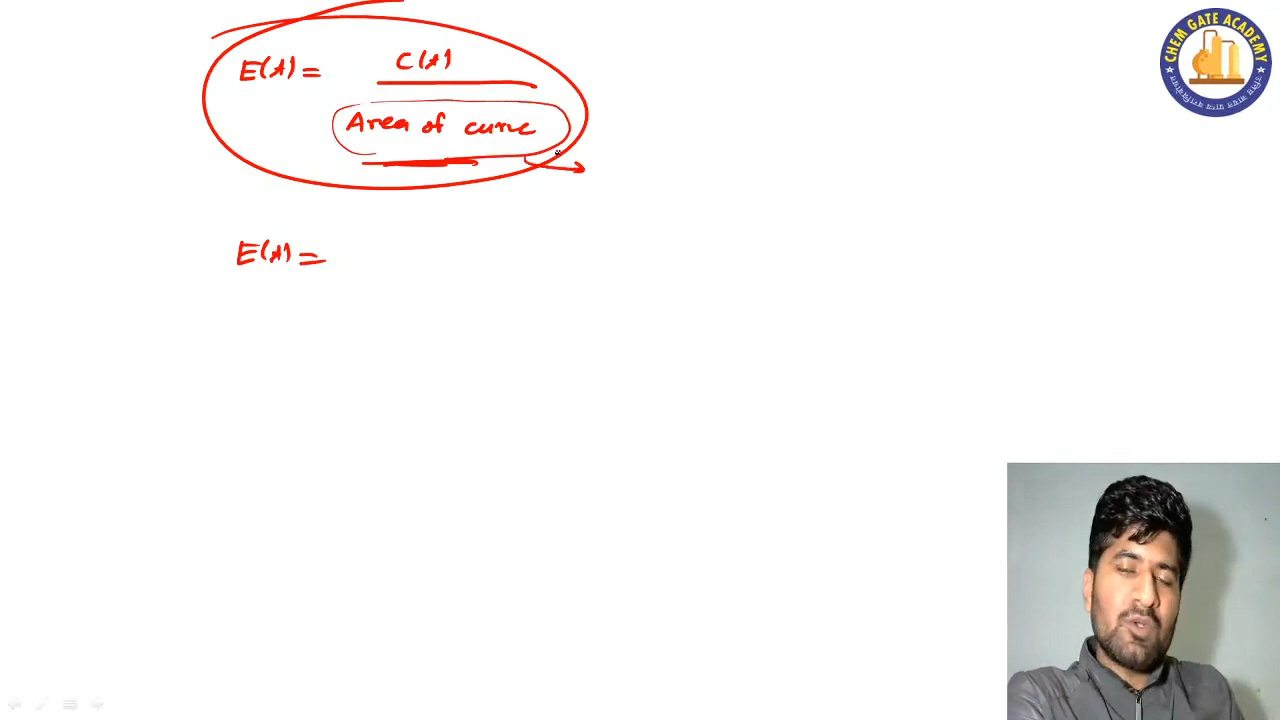 E(t) = C(t)
Area of curve
E(t) =
CHEM GATE ACADEMY